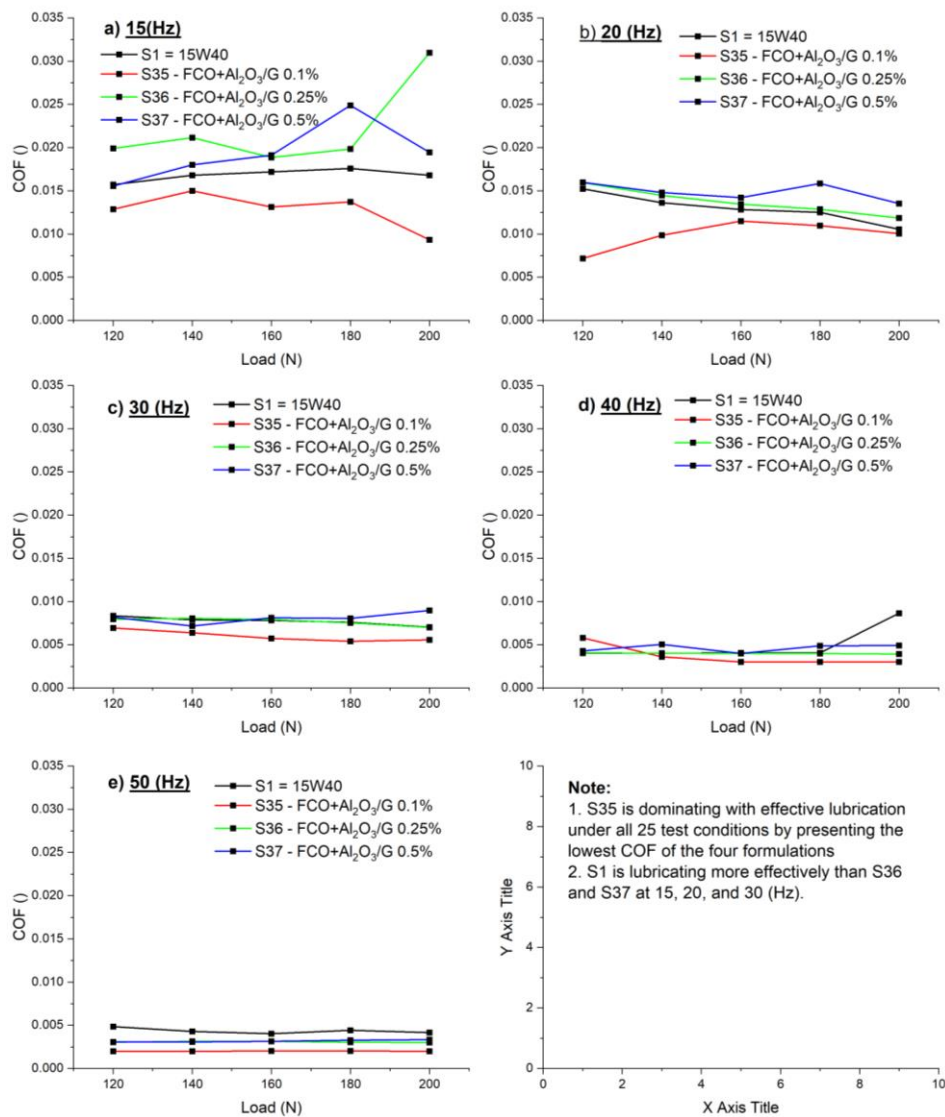 a) 15(Hz)
S1 = 15W40
S35 - FCO+Al₂O₃/G 0.1%
S36 - FCO+Al₂O₃/G 0.25%
S37 - FCO+Al₂O₃/G 0.5%
COF ()
0.035
0.030
0.025
0.020
0.015
0.010
0.005
0.000
120 140 160 180 200
Load (N)
b) 20 (Hz)
S1 = 15W40
S35 - FCO+Al₂O₃/G 0.1%
S36 - FCO+Al₂O₃/G 0.25%
S37 - FCO+Al₂O₃/G 0.5%
COF ()
0.035
0.030
0.025
0.020
0.015
0.010
0.005
0.000
120 140 160 180 200
Load (N)
c) 30 (Hz)
S1 = 15W40
S35 - FCO+Al₂O₃/G 0.1%
S36 - FCO+Al₂O₃/G 0.25%
S37 - FCO+Al₂O₃/G 0.5%
COF ()
0.035
0.030
0.025
0.020
0.015
0.010
0.005
0.000
120 140 160 180 200
Load (N)
d) 40 (Hz)
S1 = 15W40
S35 - FCO+Al₂O₃/G 0.1%
S36 - FCO+Al₂O₃/G 0.25%
S37 - FCO+Al₂O₃/G 0.5%
COF ()
0.035
0.030
0.025
0.020
0.015
0.010
0.005
0.000
120 140 160 180 200
Load (N)
e) 50 (Hz)
S1 = 15W40
S35 - FCO+Al₂O₃/G 0.1%
S36 - FCO+Al₂O₃/G 0.25%
S37 - FCO+Al₂O₃/G 0.5%
COF ()
0.035
0.030
0.025
0.020
0.015
0.010
0.005
0.000
120 140 160 180 200
Load (N)
Note:
1. S35 is dominating with effective lubrication
under all 25 test conditions by presenting the
lowest COF of the four formulations
2. S1 is lubricating more effectively than S36
and S37 at 15, 20, and 30 (Hz).
Y Axis Title
10
8
6
4
2
0
0 2 4 6 8 10
X Axis Title